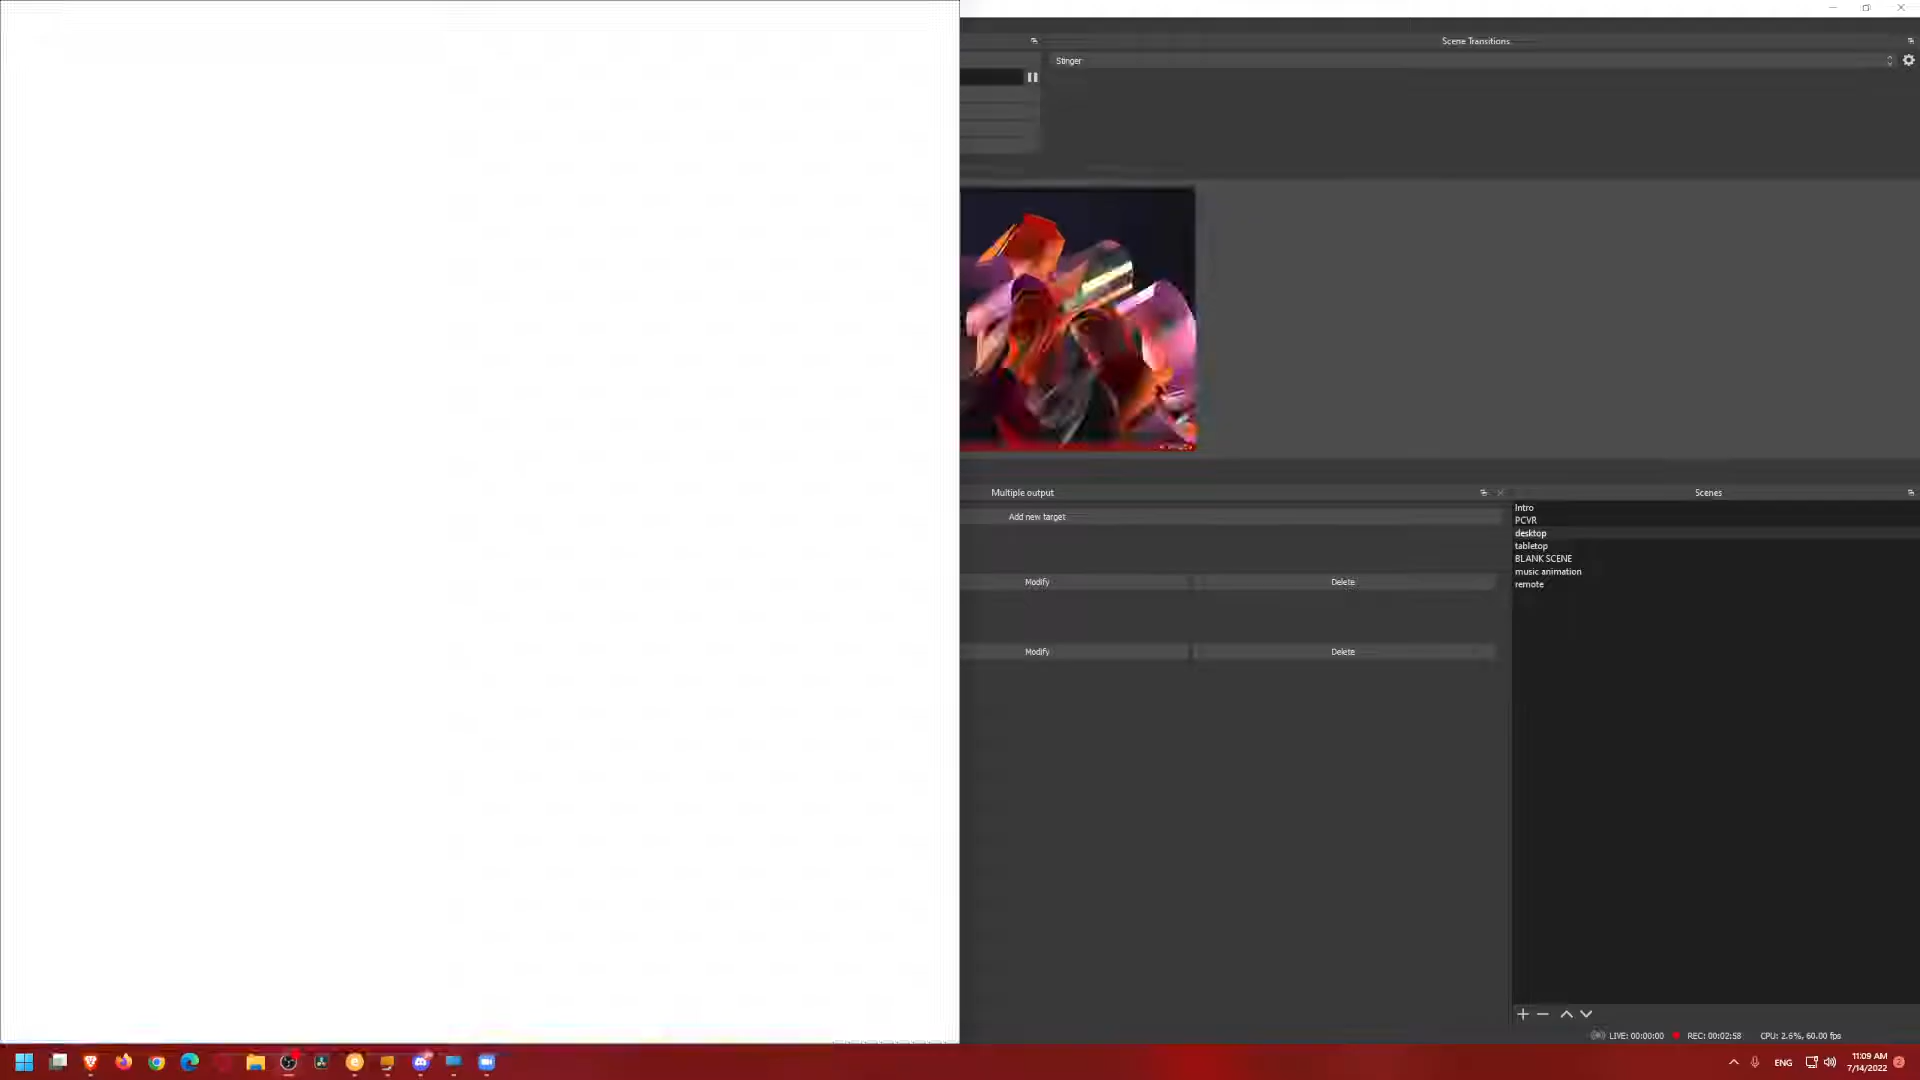 Scene Transitions
Stinger
Multiple output
Scenes
Add new target
Intro
PCVR
desktop
tabletop
BLANK SCENE
music animation
remote
Modify
Delete
Modify
Delete
LIVE: 00:00:00
REC: 00:02:58
CPU: 2.6%, 60.00 fps
ENG
11:09 AM
7/14/2022
2